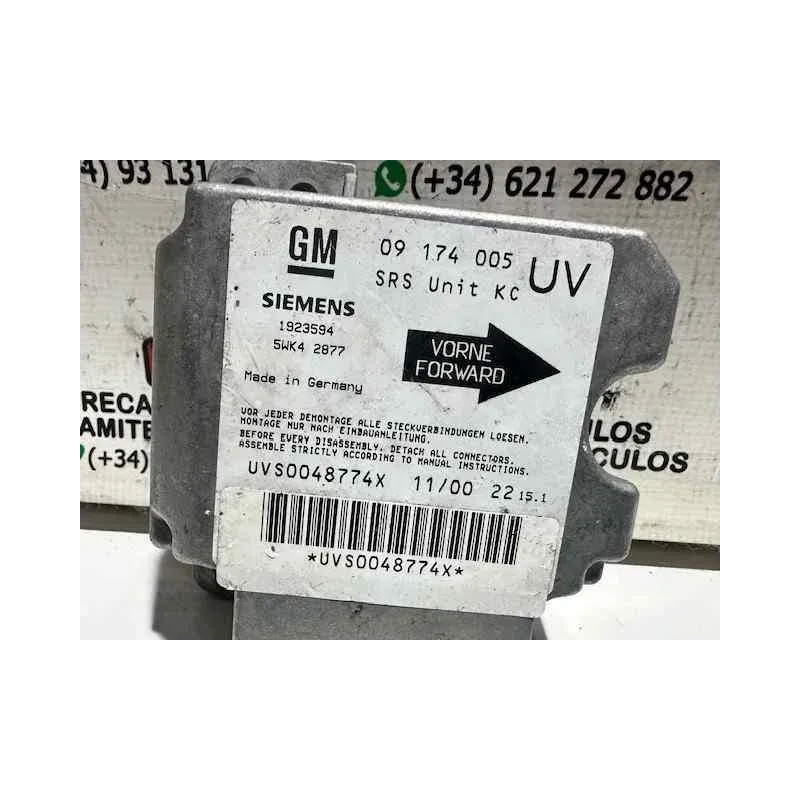 4) 93 131
(+34) 621 272 882
GM
09 174 005
UV
SRS Unit KC
SIEMENS
1923594
5WK4 2877
VORNE
FORWARD
Made in Germany
VOR JEDER DEMONTAGE ALLE STECKVERBINDUNGEN LOESEN.
MONTAGE NUR NACH EINBAUANLEITUNG.
BEFORE EVERY DISASSEMBLY, DETACH ALL CONNECTORS.
ASSEMBLE STRICTLY ACCORDING TO MANUAL INSTRUCTIONS.
UVS0048774X 11/00 22 15.1
*UVS0048774X*
RECA
ULOS
AMITE
CULOS
(+34)